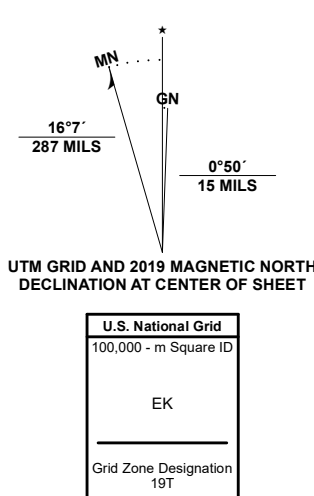 ★
MN
GN
16°7´
287 MILS
0°50´
15 MILS
UTM GRID AND 2019 MAGNETIC NORTH
DECLINATION AT CENTER OF SHEET
U.S. National Grid
100,000 - m Square ID
EK
Grid Zone Designation
19T